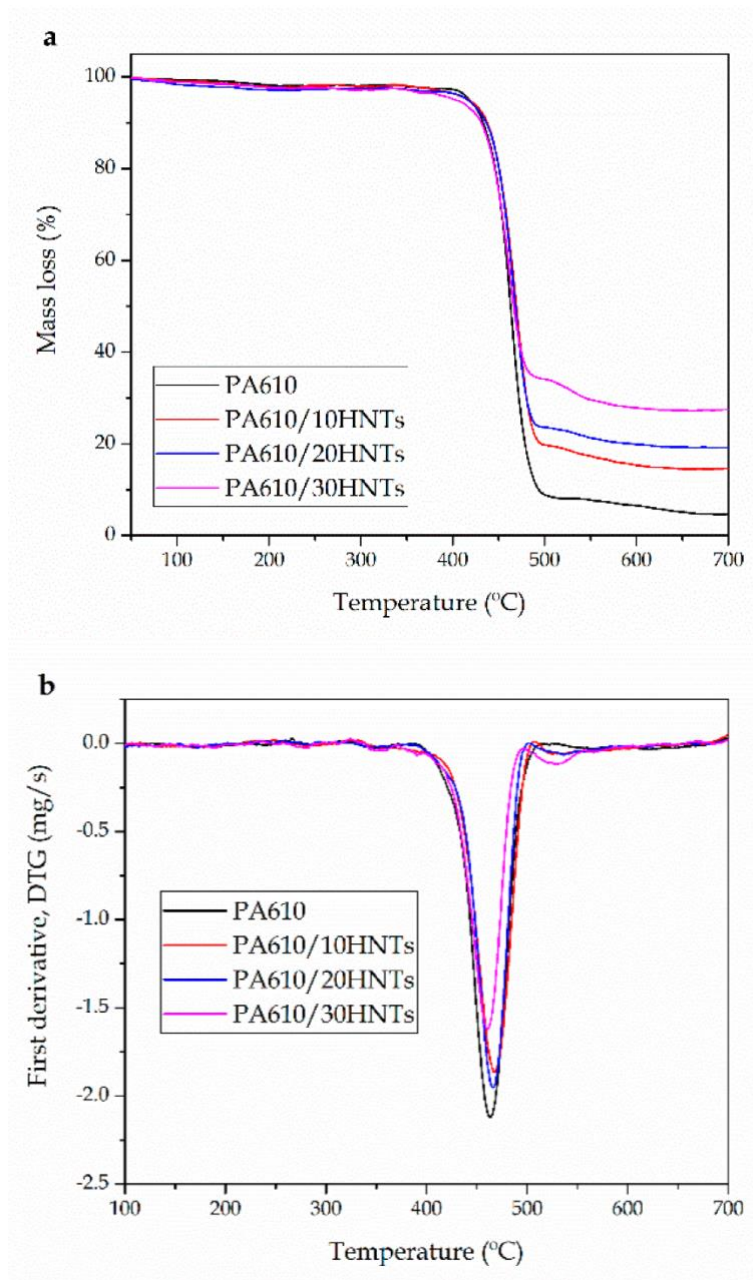 a
100
80
60
40
20
0
Mass loss (%)
PA610
PA610/10HNTs
PA610/20HNTs
PA610/30HNTs
100 200 300 400 500 600 700
Temperature (ºC)
b
0.0
-0.5
-1.0
-1.5
-2.0
-2.5
First derivative, DTG (mg/s)
PA610
PA610/10HNTs
PA610/20HNTs
PA610/30HNTs
100 200 300 400 500 600 700
Temperature (ºC)